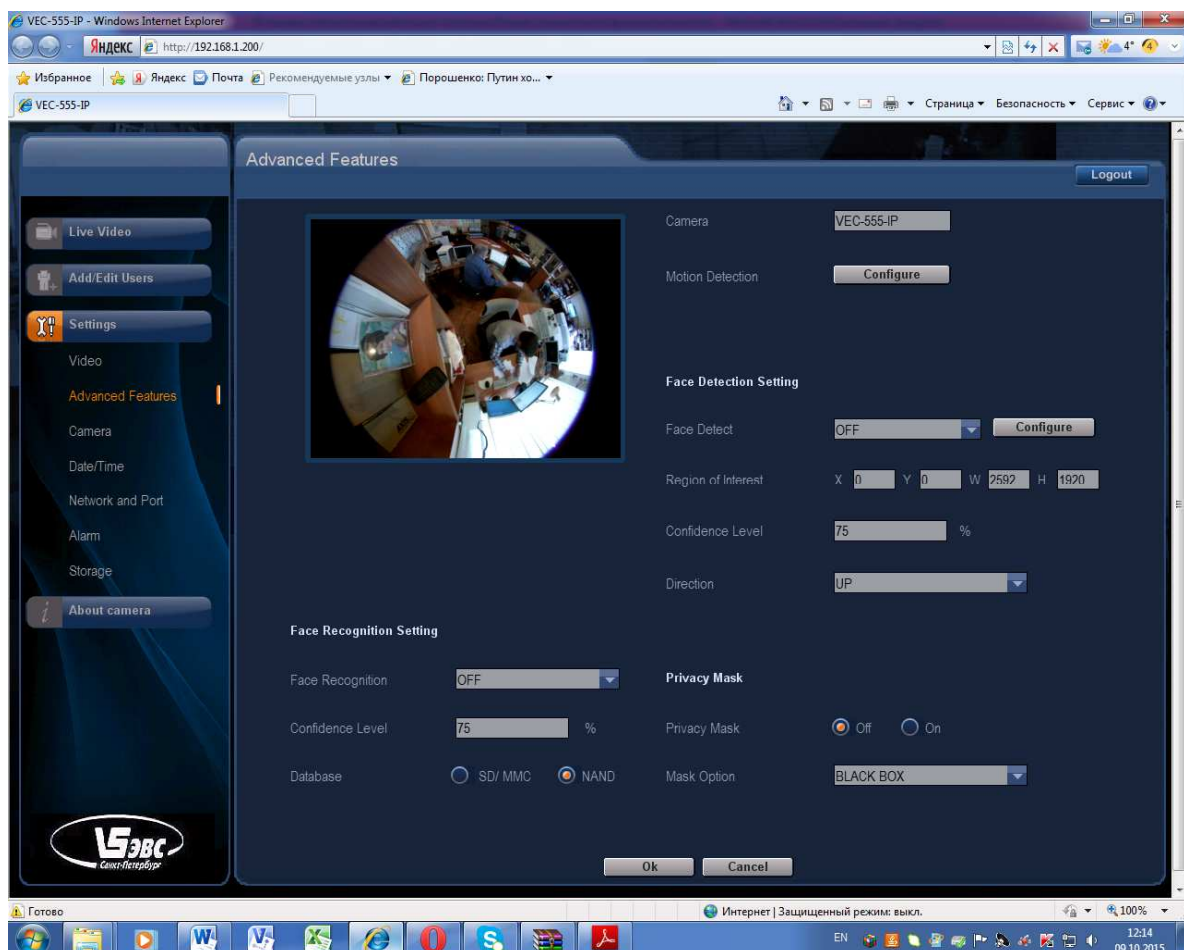 VEC-555-IP - Windows Internet Explorer
Яндекс http://192.168.1.200/
4° 4
Избранное Яндекс Почта Рекомендуемые узлы Порошенко: Путин хо...
VEC-555-IP
Страница Безопасность Сервис
Advanced Features
Logout
Live Video
Add/Edit Users
Settings
Video
Advanced Features
Camera
Date/Time
Network and Port
Alarm
Storage
About camera
Camera VEC-555-IP
Motion Detection Configure
Face Detection Setting
Face Detect OFF Configure
Region of Interest X 0 Y 0 W 2592 H 1920
Confidence Level 75 %
Direction UP
Face Recognition Setting
Face Recognition OFF
Confidence Level 75 %
Database SD/ MMC NAND
Privacy Mask
Privacy Mask Off On
Mask Option BLACK BOX
ЭВС
Санкт-Петербург
Ok Cancel
Готово
Интернет | Защищенный режим: выкл.
100%
EN
12:14
09.10.2015